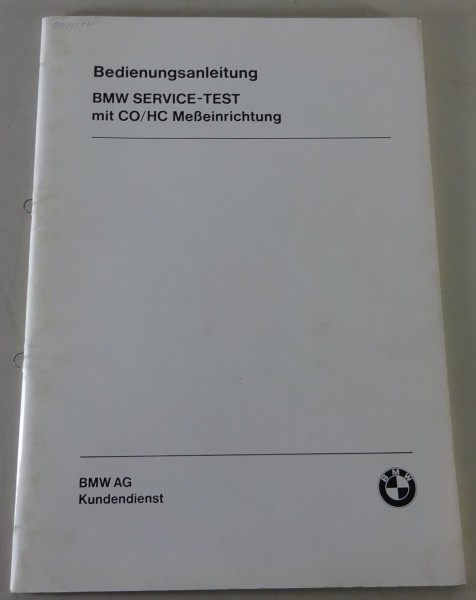 Bedienungsanleitung
BMW SERVICE-TEST
mit CO/HC Meßeinrichtung
BMW AG
Kundendienst
BMW